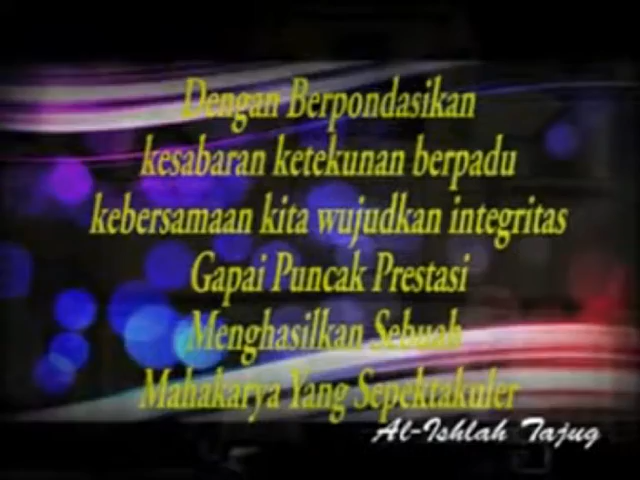 Dengan Berpondasikan
kesabaran ketekunan berpadu
kebersamaan kita wujudkan integritas
Gapai Puncak Prestasi
Menghasilkan Sebuah
Mahakarya Yang Sepektakuler
Al-Ishlah Tajug